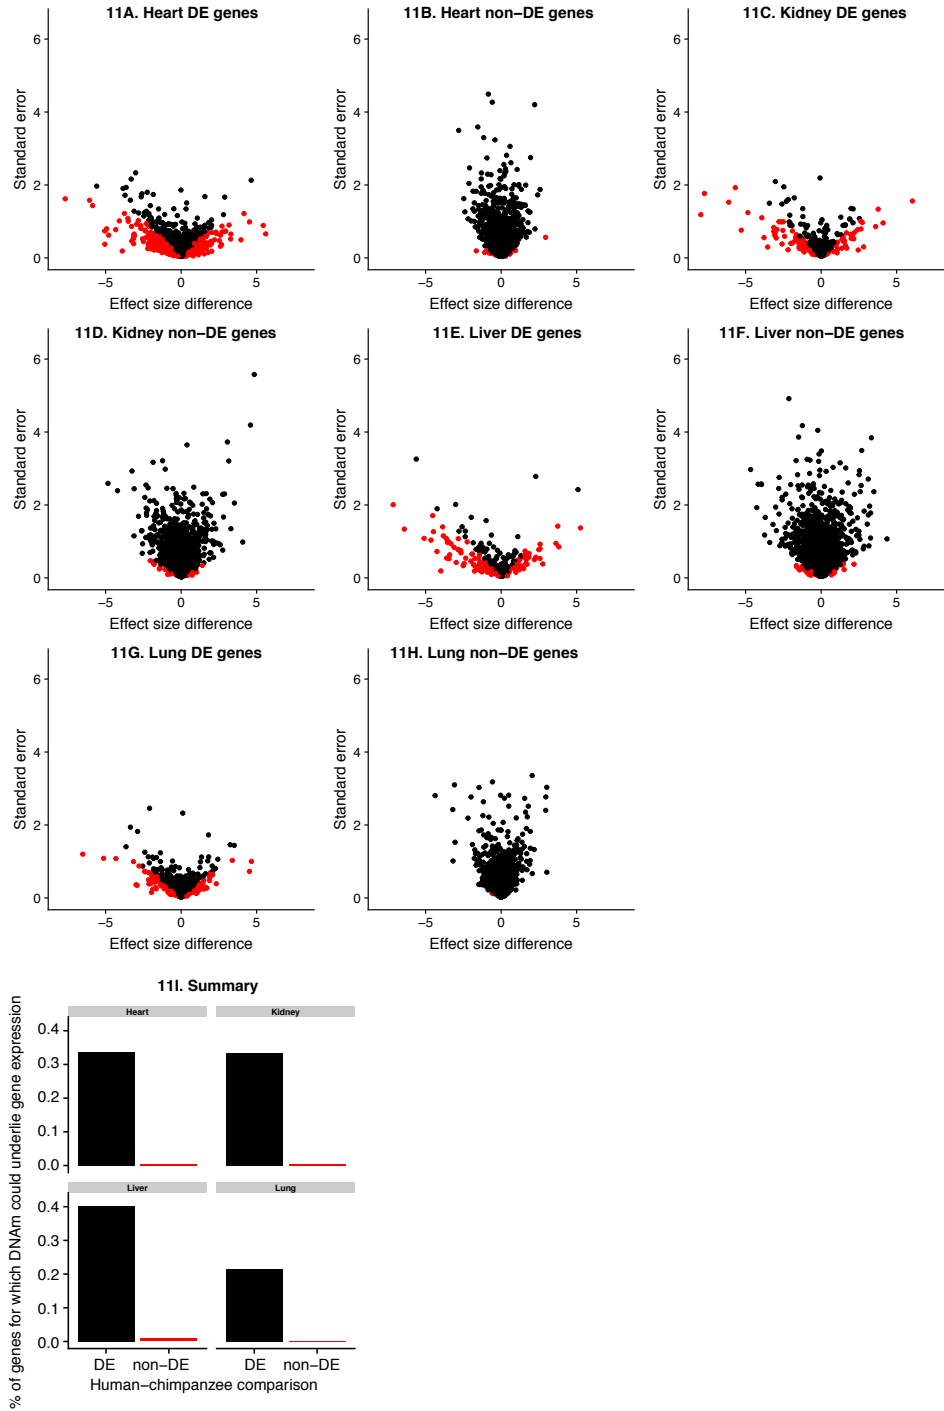 11A. Heart DE genes
6
4
2
0
Standard error
−5 0 5
Effect size difference
11B. Heart non−DE genes
6
4
2
0
Standard error
−5 0 5
Effect size difference
11C. Kidney DE genes
6
4
2
0
Standard error
−5 0 5
Effect size difference
11D. Kidney non−DE genes
6
4
2
0
Standard error
−5 0 5
Effect size difference
11E. Liver DE genes
6
4
2
0
Standard error
−5 0 5
Effect size difference
11F. Liver non−DE genes
6
4
2
0
Standard error
−5 0 5
Effect size difference
11G. Lung DE genes
6
4
2
0
Standard error
−5 0 5
Effect size difference
11H. Lung non−DE genes
6
4
2
0
Standard error
−5 0 5
Effect size difference
11I. Summary
% of genes for which DNAm could underlie gene expression
Heart Kidney
0.4
0.3
0.2
0.1
0.0
Liver Lung
0.4
0.3
0.2
0.1
0.0
DE non−DE DE non−DE
Human−chimpanzee comparison